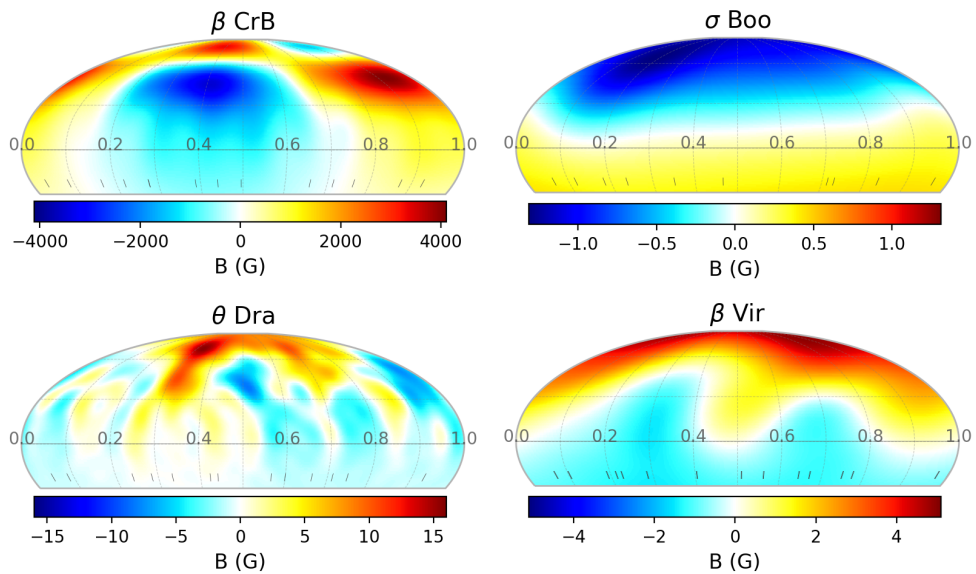 β CrB
0.0 0.2 0.4 0.6 0.8 1.0
−4000 −2000 0 2000 4000
B (G)
σ Boo
0.0 0.2 0.4 0.6 0.8 1.0
−1.0 −0.5 0.0 0.5 1.0
B (G)
θ Dra
0.0 0.2 0.4 0.6 0.8 1.0
−15 −10 −5 0 5 10 15
B (G)
β Vir
0.0 0.2 0.4 0.6 0.8 1.0
−4 −2 0 2 4
B (G)